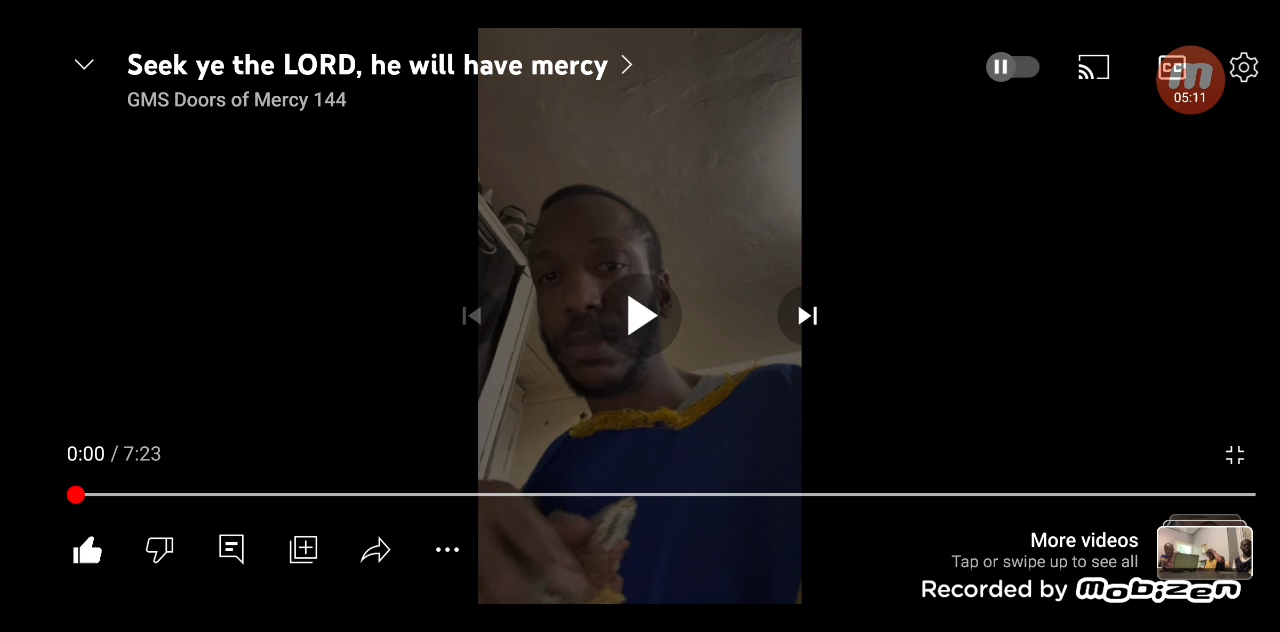 Seek ye the LORD, he will have mercy
GMS Doors of Mercy 144
CC
m
05:11
0:00 / 7:23
More videos
Tap or swipe up to see all
Recorded by mobizen